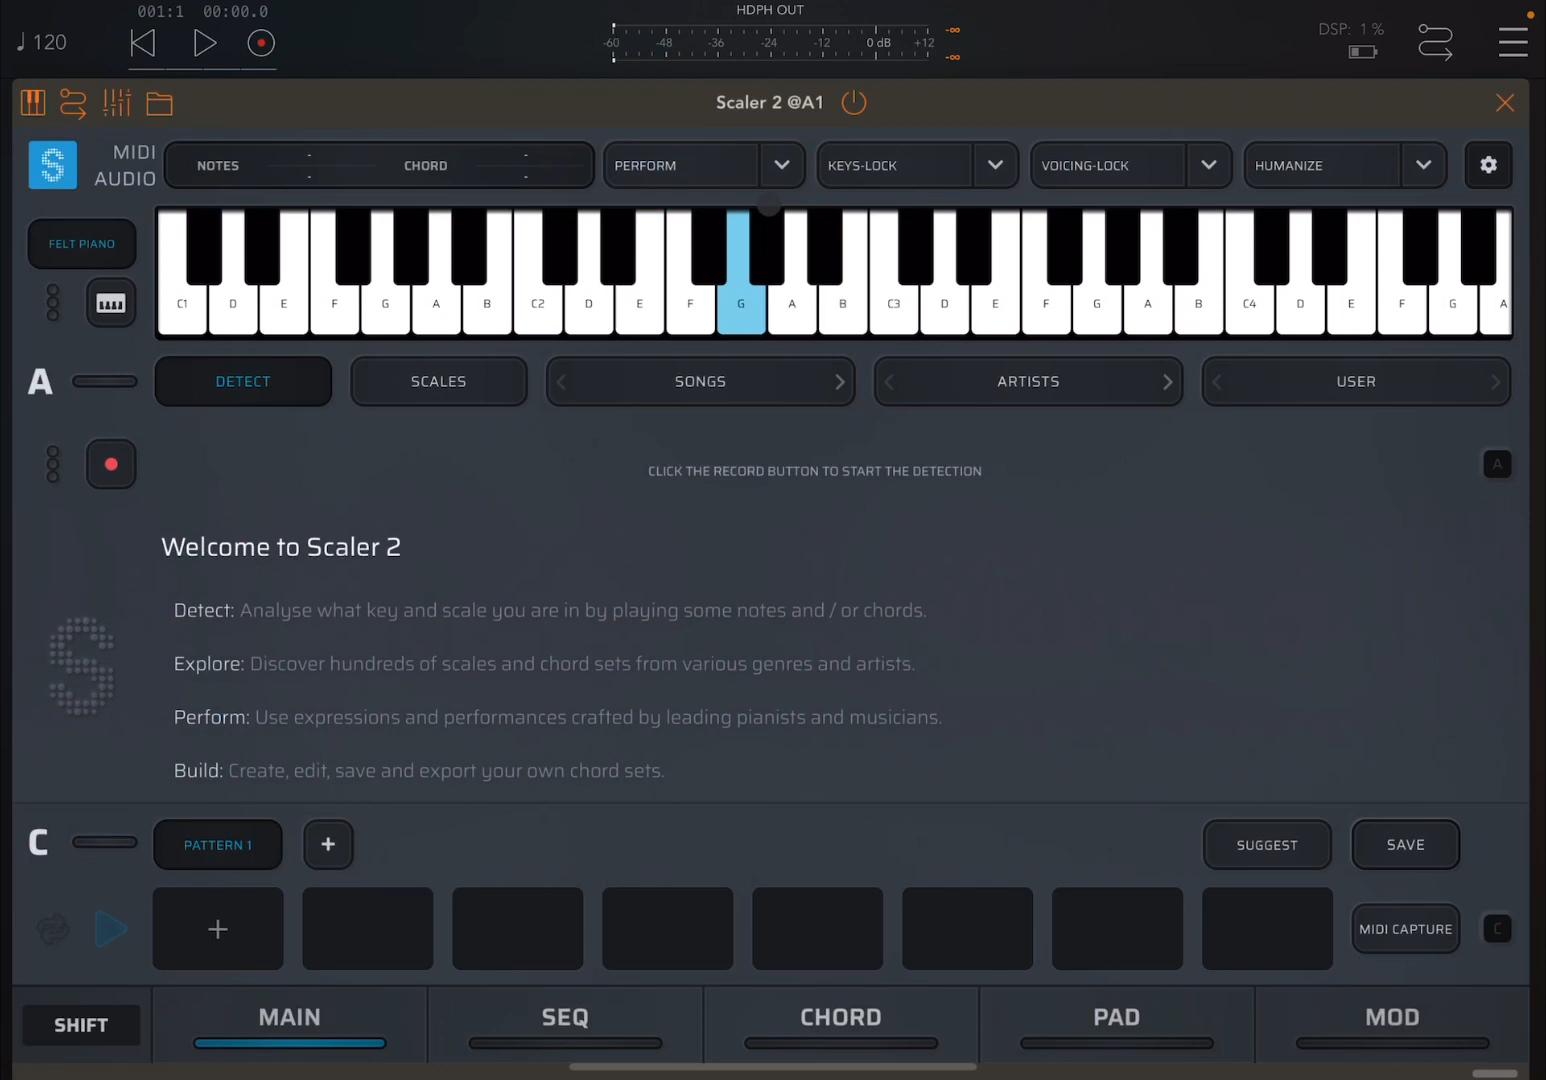 001:1 00:00.0
HDPH OUT
♩ 120
-60 -48 -36 -24 -12 0 dB +12
-∞
-∞
DSP: 1 %
Scaler 2 @A1
S
MIDI
AUDIO
NOTES - - CHORD - -
PERFORM
KEYS-LOCK
VOICING-LOCK
HUMANIZE
FELT PIANO
C1 D E F G A B C2 D E F G A B C3 D E F G A B C4 D E F G A
A
DETECT
SCALES
SONGS
ARTISTS
USER
CLICK THE RECORD BUTTON TO START THE DETECTION
A
Welcome to Scaler 2
Detect: Analyse what key and scale you are in by playing some notes and / or chords.
Explore: Discover hundreds of scales and chord sets from various genres and artists.
S
Perform: Use expressions and performances crafted by leading pianists and musicians.
Build: Create, edit, save and export your own chord sets.
C
PATTERN 1
+
SUGGEST
SAVE
+
MIDI CAPTURE
C
SHIFT
MAIN
SEQ
CHORD
PAD
MOD